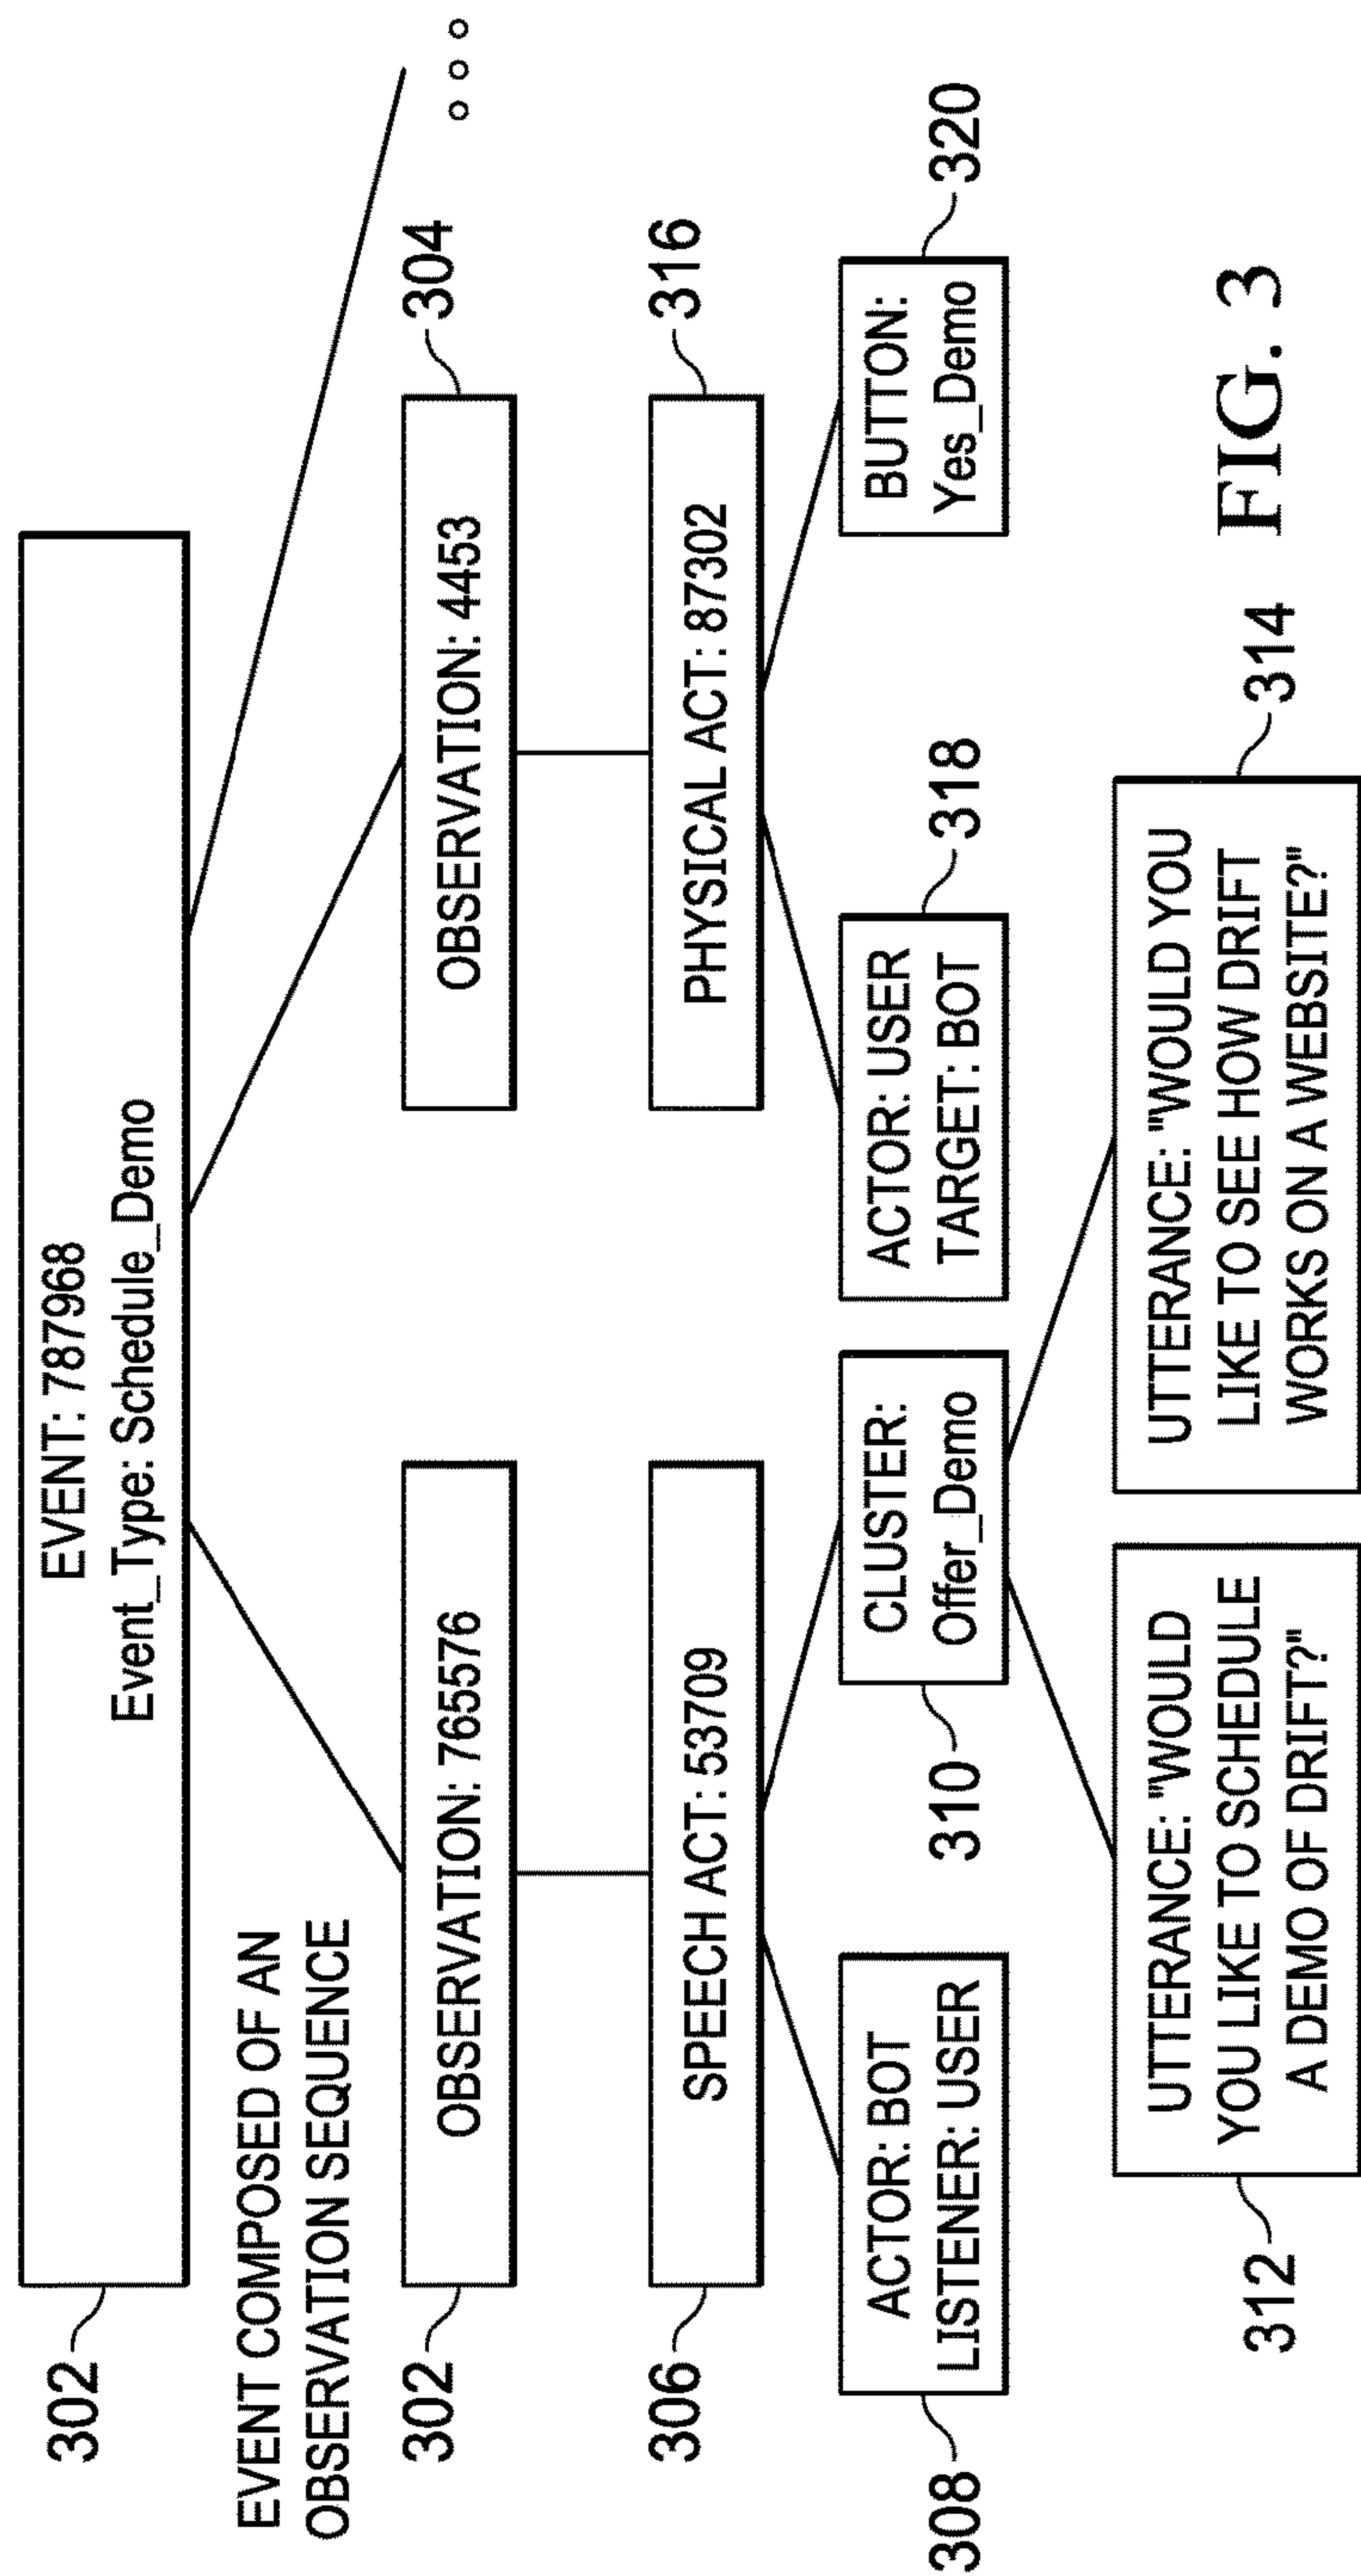 302
EVENT: 787968
Event_Type: Schedule_Demo
EVENT COMPOSED OF AN
OBSERVATION SEQUENCE
302
OBSERVATION: 765576
OBSERVATION: 4453
304
306
SPEECH ACT: 53709
PHYSICAL ACT: 87302
316
308
ACTOR: BOT
LISTENER: USER
310
CLUSTER:
Offer_Demo
ACTOR: USER
TARGET: BOT
318
BUTTON:
Yes_Demo
320
312
UTTERANCE: "WOULD
YOU LIKE TO SCHEDULE
A DEMO OF DRIFT?"
UTTERANCE: "WOULD YOU
LIKE TO SEE HOW DRIFT
WORKS ON A WEBSITE?"
314
FIG. 3